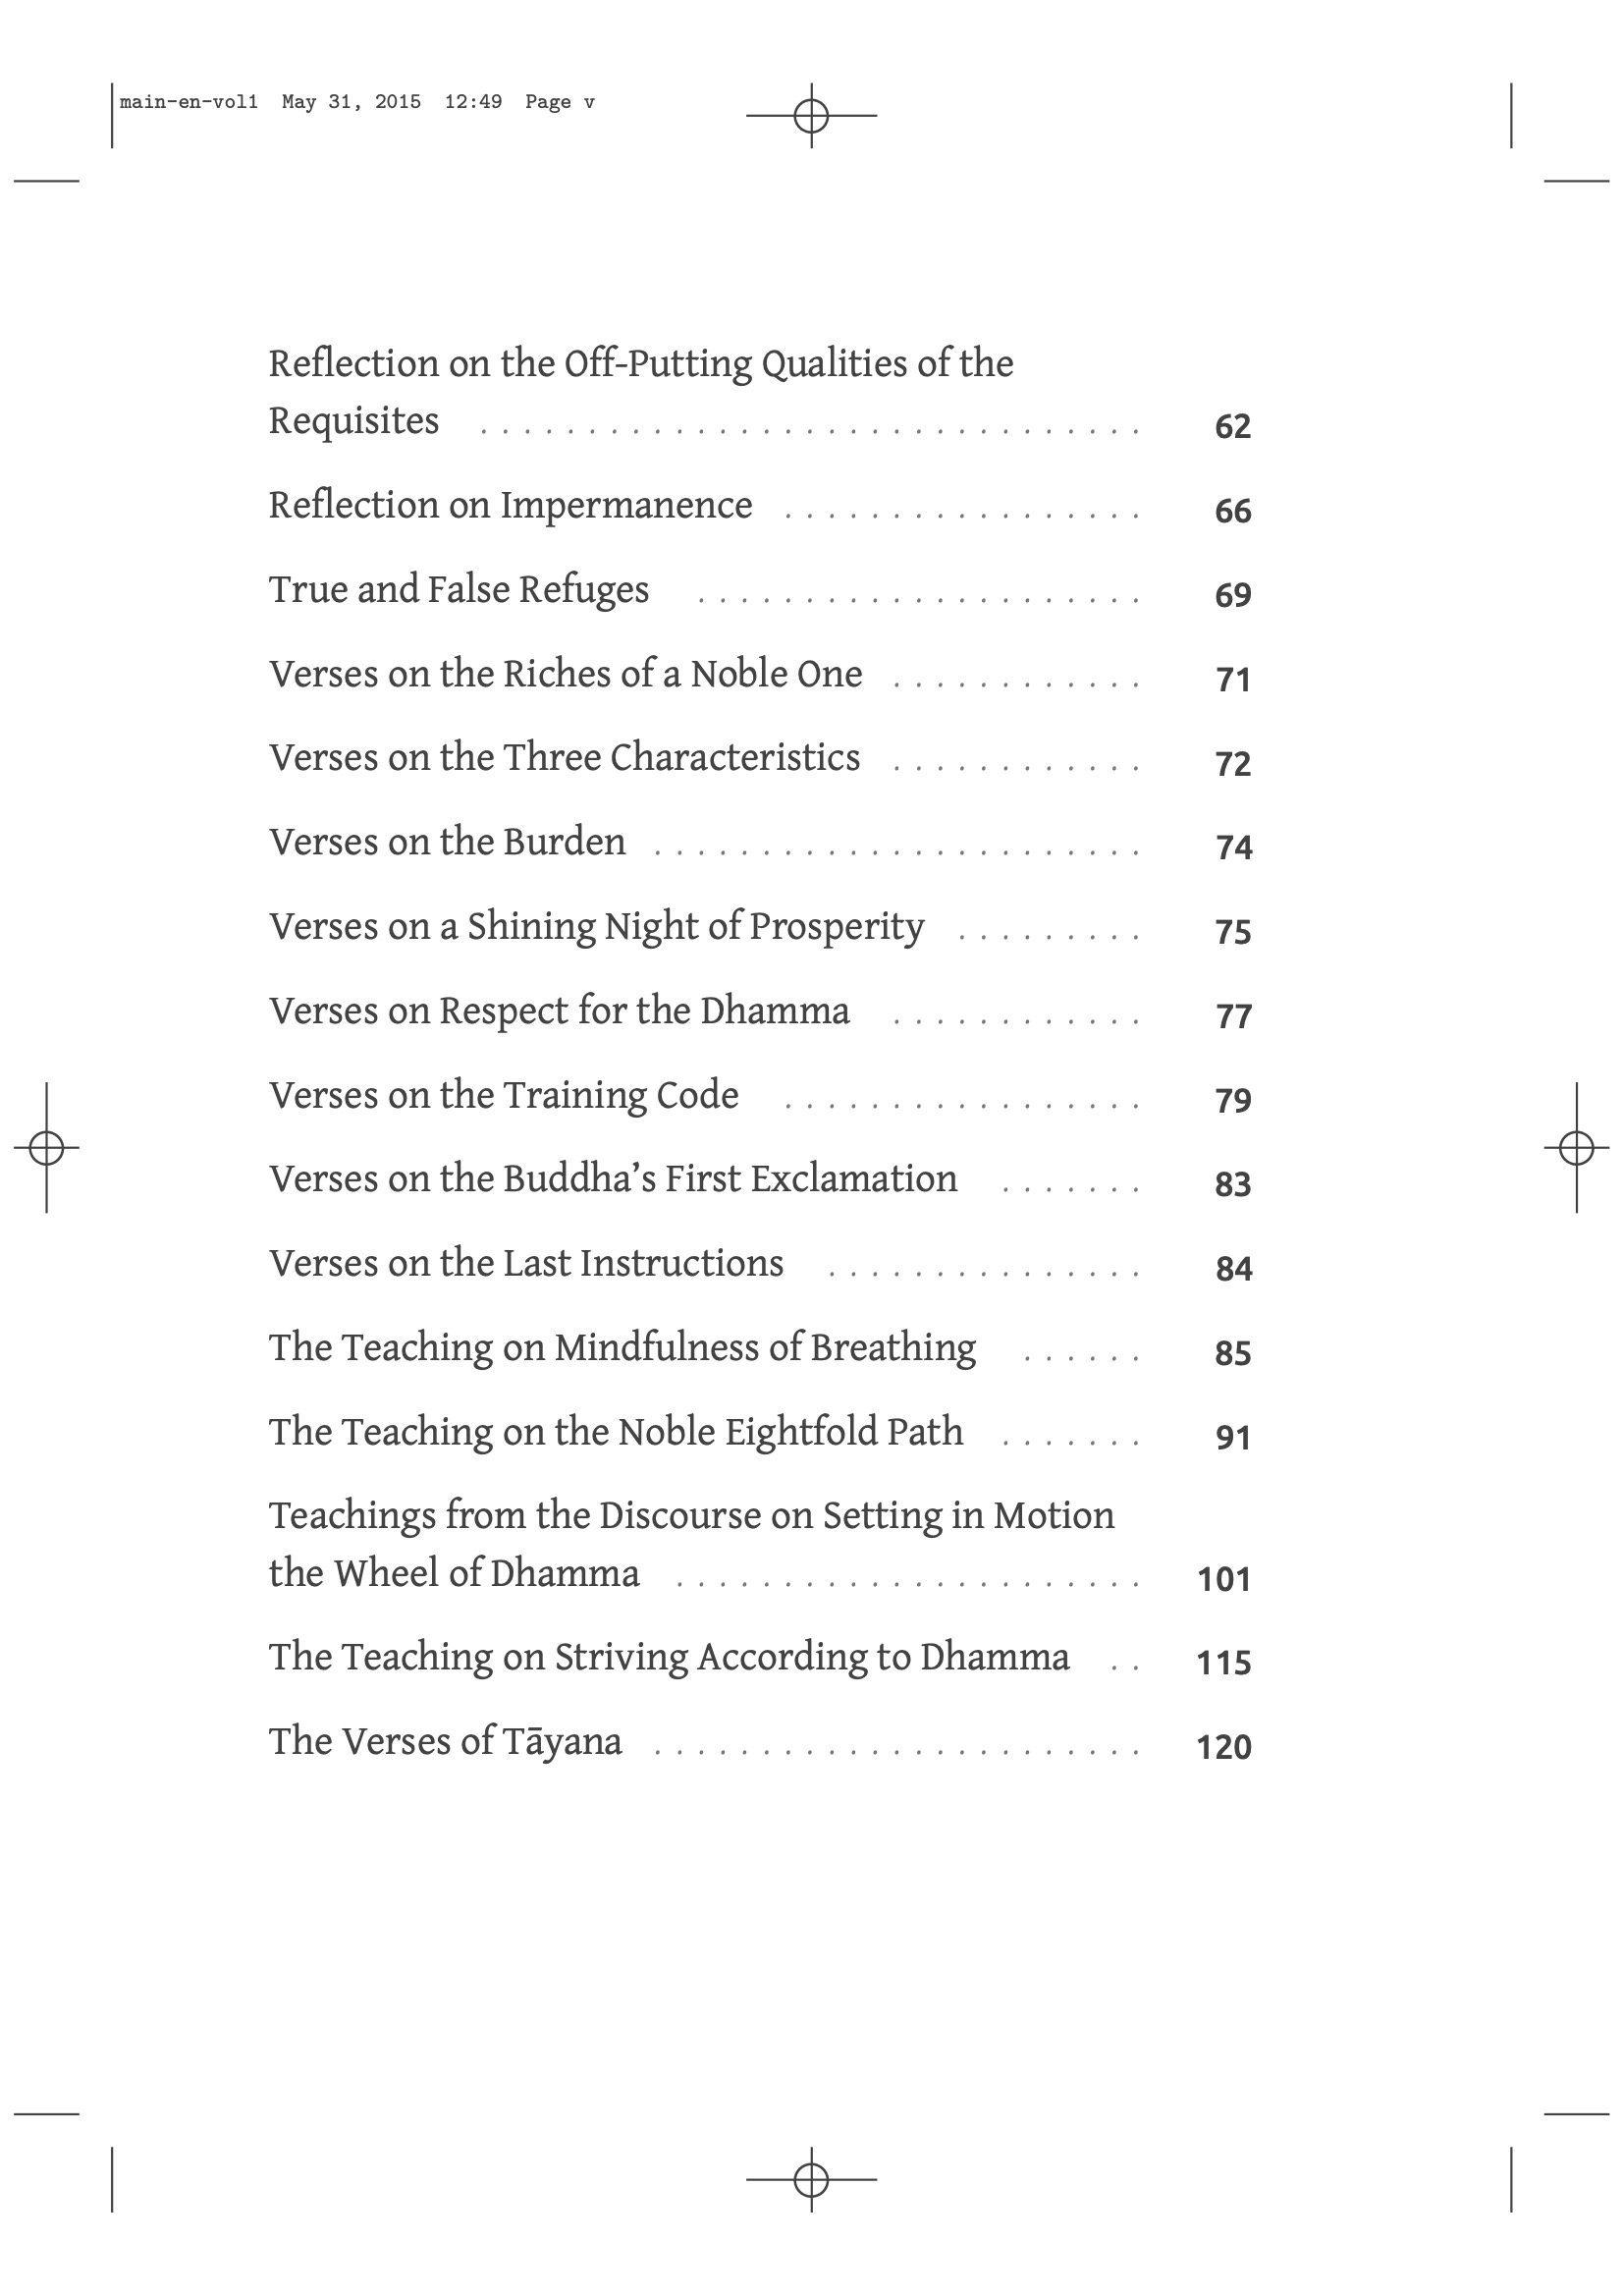 main-en-vol1 May 31, 2015 12:49 Page v
Reflection on the Off-Putting Qualities of the
Requisites . . . . . . . . . . . . . . . . . . . . . . . . . . . . . . . 62
Reflection on Impermanence . . . . . . . . . . . . . . . . . 66
True and False Refuges . . . . . . . . . . . . . . . . . . . . . 69
Verses on the Riches of a Noble One . . . . . . . . . . . . 71
Verses on the Three Characteristics . . . . . . . . . . . . 72
Verses on the Burden . . . . . . . . . . . . . . . . . . . . . . . 74
Verses on a Shining Night of Prosperity . . . . . . . . . 75
Verses on Respect for the Dhamma . . . . . . . . . . . . 77
Verses on the Training Code . . . . . . . . . . . . . . . . . 79
Verses on the Buddha’s First Exclamation . . . . . . . 83
Verses on the Last Instructions . . . . . . . . . . . . . . . 84
The Teaching on Mindfulness of Breathing . . . . . . 85
The Teaching on the Noble Eightfold Path . . . . . . . 91
Teachings from the Discourse on Setting in Motion
the Wheel of Dhamma . . . . . . . . . . . . . . . . . . . . . . 101
The Teaching on Striving According to Dhamma . . 115
The Verses of Tāyana . . . . . . . . . . . . . . . . . . . . . . . 120